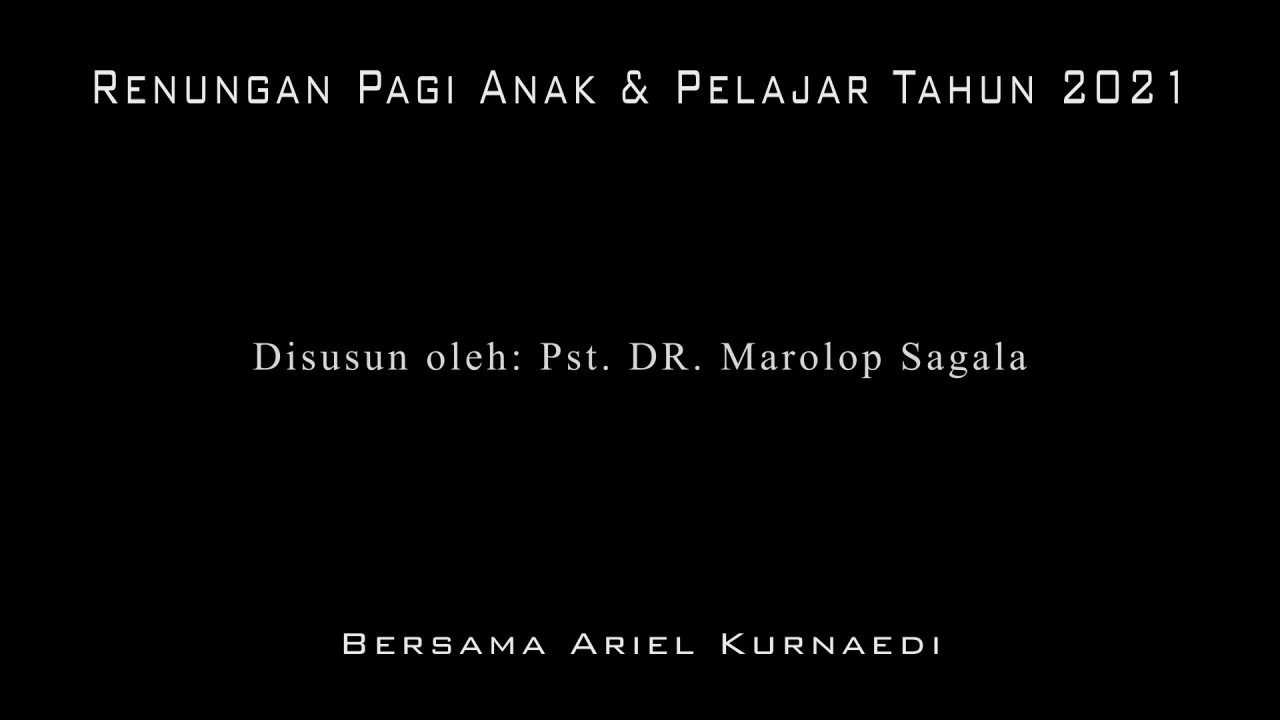 Renungan Pagi Anak & Pelajar Tahun 2021
Disusun oleh: Pst. DR. Marolop Sagala
Bersama Ariel Kurnaedi